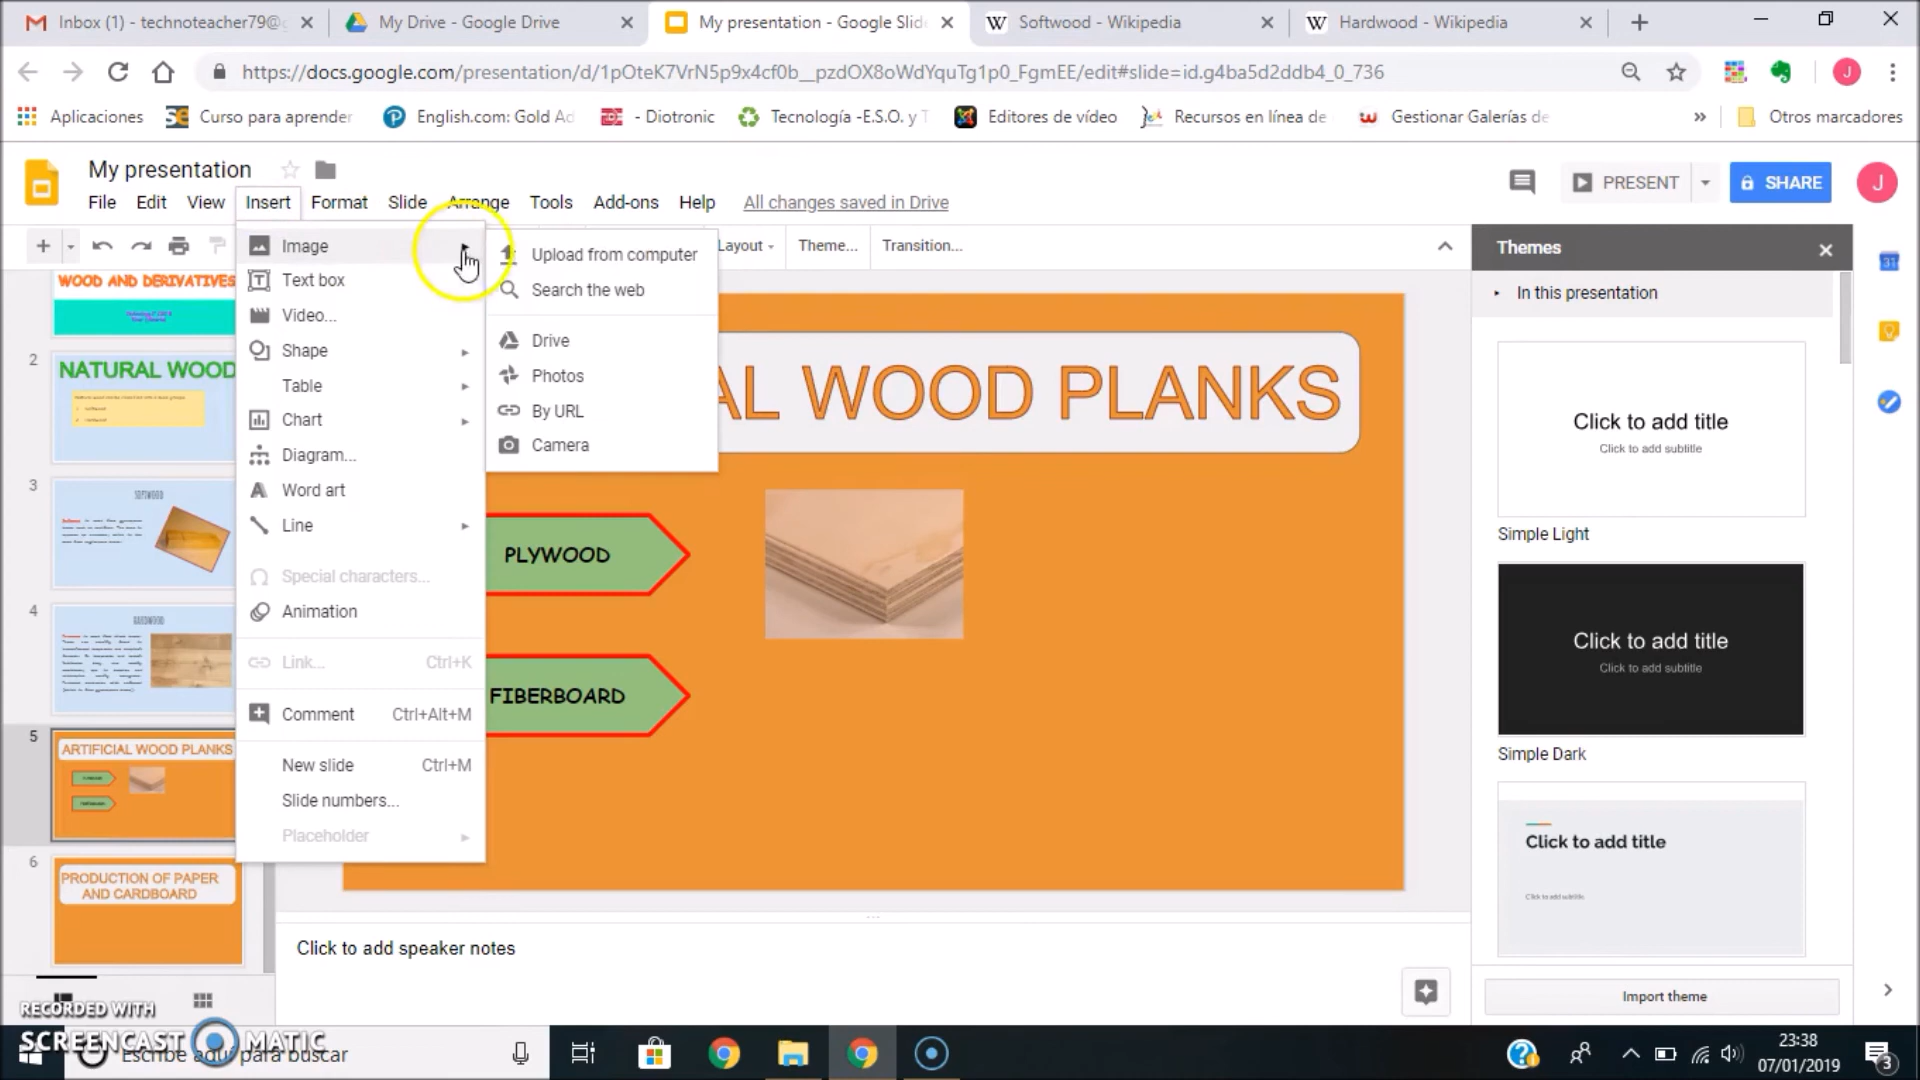 Inbox (1) - technoteacher79@g
My Drive - Google Drive
My presentation - Google Slide
Softwood - Wikipedia
Hardwood - Wikipedia
https://docs.google.com/presentation/d/1pOteK7VrN5p9x4cf0b__pzdOX8oWdYquTg1p0_FgmEE/edit#slide=id.g4ba5d2ddb4_0_736
J
Aplicaciones
Curso para aprender
English.com: Gold Ad
- Diotronic
Tecnología -E.S.O. y T
Editores de vídeo
Recursos en línea de
Gestionar Galerías de
Otros marcadores
My presentation
File Edit View Insert Format Slide Arrange Tools Add-ons Help All changes saved in Drive
PRESENT
SHARE
J
Layout
Theme...
Transition...
Image
Text box
Video...
Shape
Table
Chart
Diagram...
Word art
Line
Special characters...
Animation
Link... Ctrl+K
Comment Ctrl+Alt+M
New slide Ctrl+M
Slide numbers...
Placeholder
Upload from computer
Search the web
Drive
Photos
By URL
Camera
WOOD AND DERIVATIVES
2
NATURAL WOOD
3
SOFTWOOD
4
HARDWOOD
5
ARTIFICIAL WOOD PLANKS
6
PRODUCTION OF PAPER
AND CARDBOARD
AL WOOD PLANKS
PLYWOOD
FIBERBOARD
Click to add speaker notes
Themes
In this presentation
Click to add title
Click to add subtitle
Simple Light
Click to add title
Click to add subtitle
Simple Dark
Click to add title
Click to add subtitle
Import theme
31
RECORDED WITH
SCREENCAST MATIC
Escribe aquí para buscar
23:38
07/01/2019
3